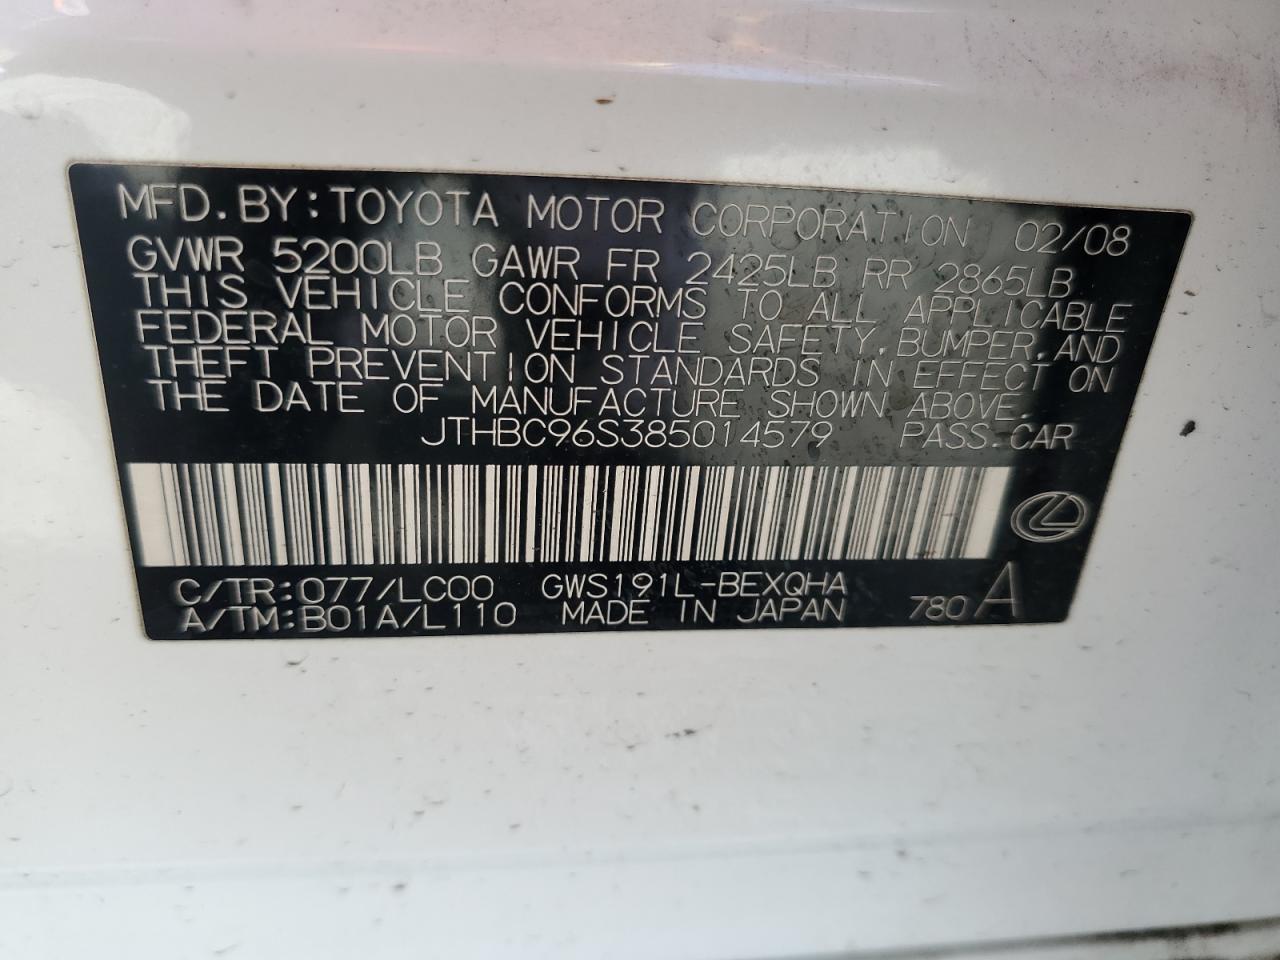 MFD.BY:TOYOTA MOTOR CORPORATION 02/08
GVWR 5200LB GAWR FR 2425LB RR 2865LB
THIS VEHICLE CONFORMS TO ALL APPLICABLE
FEDERAL MOTOR VEHICLE SAFETY,BUMPER,AND
THEFT PREVENTION STANDARDS IN EFFECT ON
THE DATE OF MANUFACTURE SHOWN ABOVE.
JTHBC96S385014579 PASS.CAR
C/TR:077/LC00 GWS191L-BEXQHA
A/TM:B01A/L110 MADE IN JAPAN 780 A